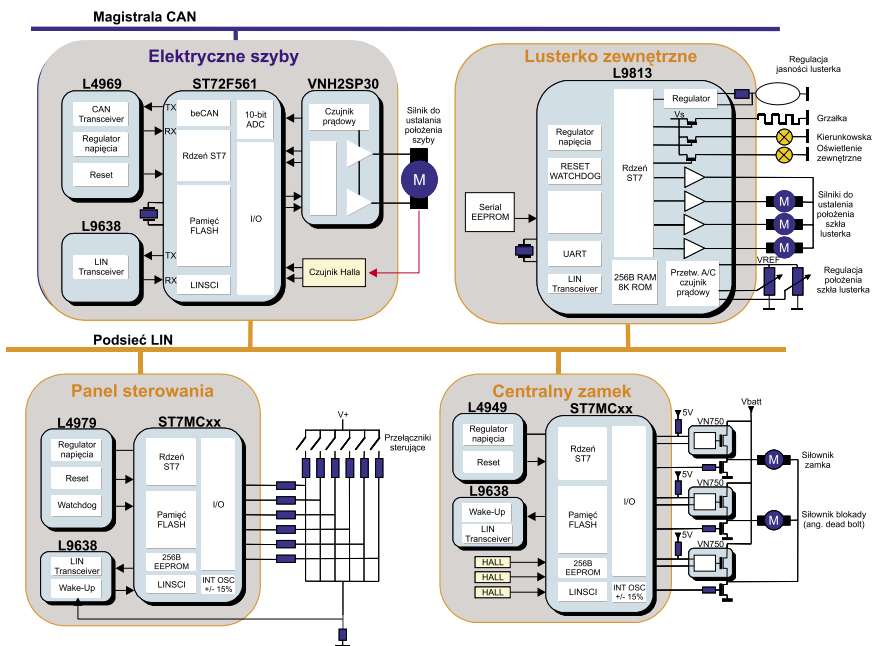 Magistrala CAN
Elektryczne szyby
L4969
ST72F561
VNH2SP30
CAN
Transceiver
Regulator
napięcia
Reset
TX
RX
beCAN
10-bit
ADC
Rdzeń ST7
Pamięć
FLASH
I/O
LINSCI
TX
RX
L9638
LIN
Transceiver
Czujnik
prądowy
Silnik do
ustalania
położenia
szyby
M
Czujnik Halla
Lusterko zewnętrzne
L9813
Serial
EEPROM
Regulator
napięcia
RESET
WATCHDOG
UART
LIN
Transceiver
Rdzeń
ST7
256B RAM
8K ROM
Regulator
Vs
Przetw. A/C
czujnik
prądowy
VREF
Regulacja
jasności lusterka
Grzałka
Kierunkowskaz
Oświetlenie
zewnętrzne
M
M
M
Silniki do
ustalenia
położenia
szkła
lusterka
Regulacja
położenia
szkła lusterka
Podsieć LIN
Panel sterowania
L4979
ST7MCxx
Regulator
napięcia
Reset
Watchdog
L9638
LIN
Transceiver
Wake-Up
Rdzeń
ST7
Pamięć
FLASH
256B
EEPROM
LINSCI
I/O
INT OSC
+/- 15%
V+
Przełączniki
sterujące
Centralny zamek
L4949
ST7MCxx
Regulator
napięcia
Reset
L9638
Wake-Up
LIN
Transceiver
HALL
HALL
HALL
Rdzeń
ST7
Pamięć
FLASH
256B
EEPROM
LINSCI
I/O
INT OSC
+/- 15%
5V
VN750
Vbatt
5V
VN750
5V
VN750
M
Siłownik
zamka
M
Siłownik blokady
(ang. dead bolt)